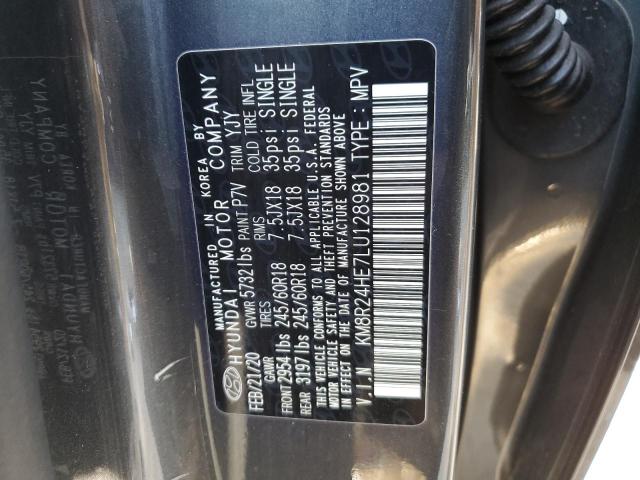 MANUFACTURED IN KOREA BY
HYUNDAI MOTOR COMPANY
FEB/21/20 GVWR 5732 lbs PAINT P7V TRIM YJY
GAWR TIRES RIMS COLD TIRE INFL
FRONT 2954 lbs 245/60R18 7.5JX18 35psi SINGLE
REAR 3197 lbs 245/60R18 7.5JX18 35psi SINGLE
THIS VEHICLE CONFORMS TO ALL APPLICABLE U.S.A. FEDERAL
MOTOR VEHICLE SAFETY AND THEFT PREVENTION STANDARDS
IN EFFECT ON THE DATE OF MANUFACTURE SHOWN ABOVE
V.I.N KM8R24HE7LU128981 TYPE : MPV